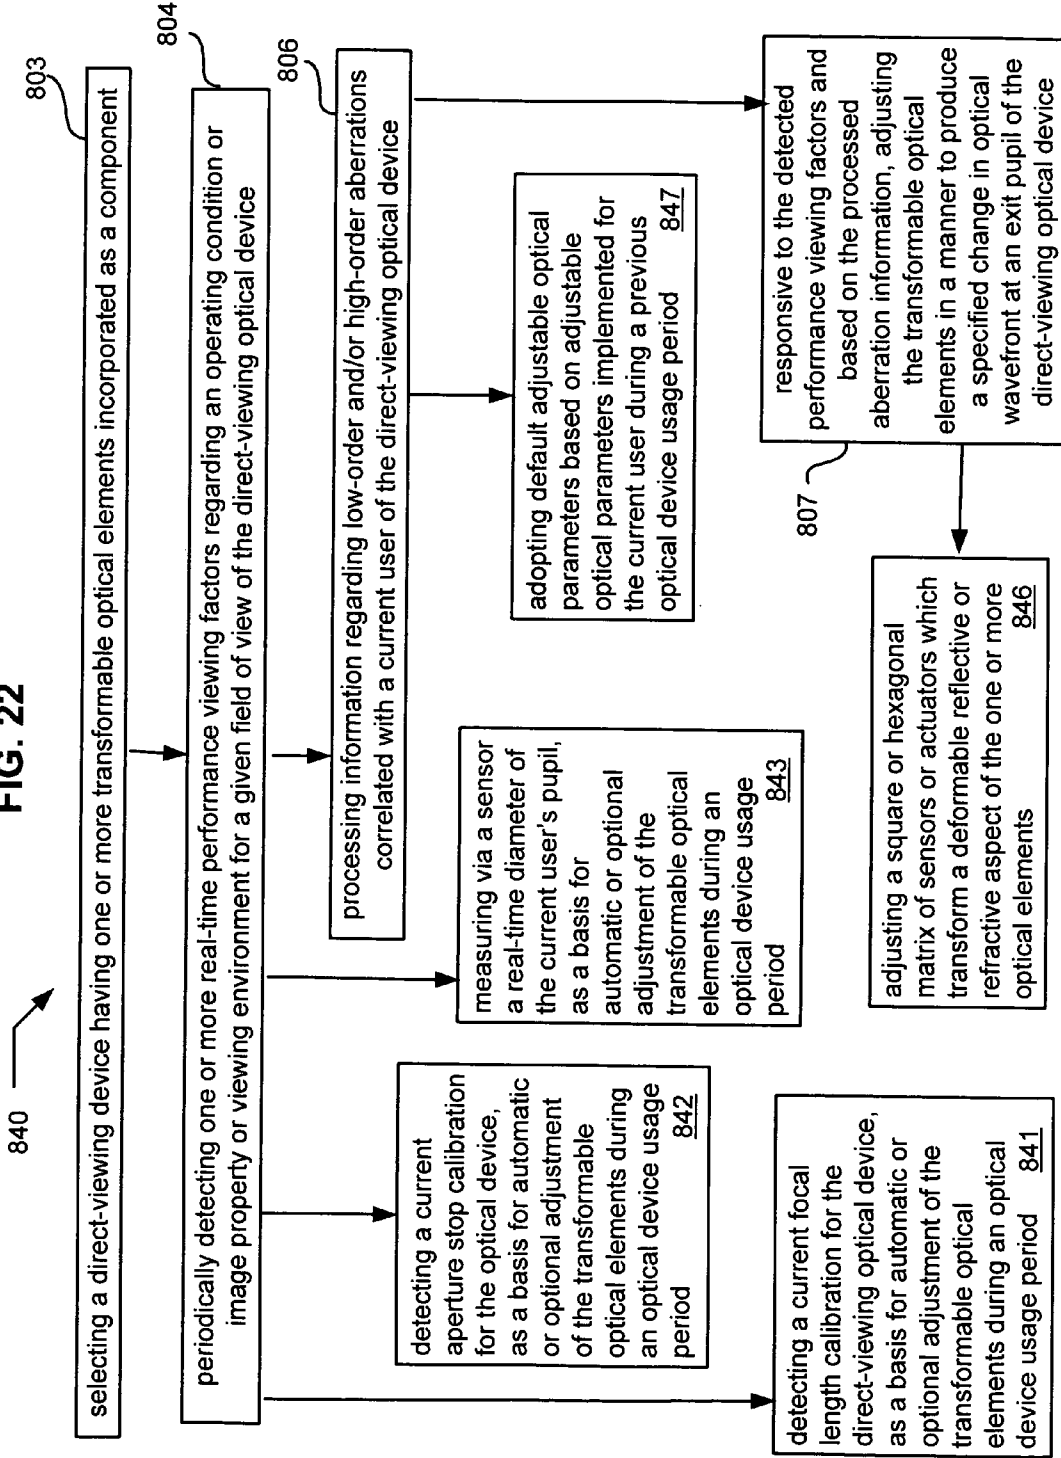 FIG. 22
840
803
selecting a direct-viewing device having one or more transformable optical elements incorporated as a component
804
periodically detecting one or more real-time performance viewing factors regarding an operating condition or
image property or viewing environment for a given field of view of the direct-viewing optical device
806
processing information regarding low-order and/or high-order aberrations
correlated with a current user of the direct-viewing optical device
detecting a current
aperture stop calibration
for the optical device,
as a basis for automatic
or optional adjustment
of the transformable
optical elements during
an optical device usage
period 842
measuring via a sensor
a real-time diameter of
the current user's pupil,
as a basis for
automatic or optional
adjustment of the
transformable optical
elements during an
optical device usage
period 843
adopting default adjustable optical
parameters based on adjustable
optical parameters implemented for
the current user during a previous
optical device usage period 847
detecting a current focal
length calibration for the
direct-viewing optical device,
as a basis for automatic or
optional adjustment of the
transformable optical
elements during an optical
device usage period 841
adjusting a square or hexagonal
matrix of sensors or actuators which
transform a deformable reflective or
refractive aspect of the one or more
optical elements 846
807
responsive to the detected
performance viewing factors and
based on the processed
aberration information, adjusting
the transformable optical
elements in a manner to produce
a specified change in optical
wavefront at an exit pupil of the
direct-viewing optical device